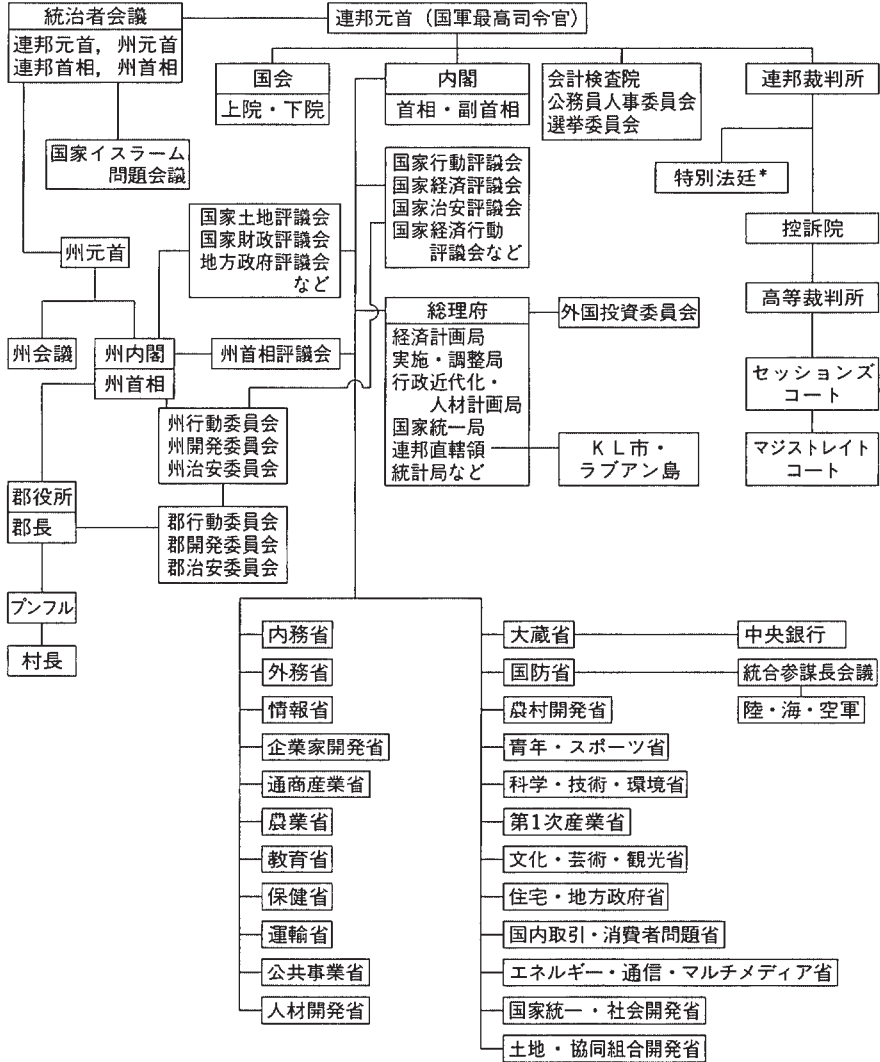 統治者会議
連邦元首，州元首
連邦首相，州首相
連邦元首（国軍最高司令官）
国会
上院・下院
内閣
首相・副首相
会計検査院
公務員人事委員会
選挙委員会
連邦裁判所
国家イスラーム
問題会議
特別法廷*
国家行動評議会
国家経済評議会
国家治安評議会
国家経済行動
評議会など
国家土地評議会
国家財政評議会
地方政府評議会
など
控訴院
州元首
高等裁判所
総理府
経済計画局
実施・調整局
行政近代化・
人材計画局
国家統一局
連邦直轄領
統計局など
外国投資委員会
州会議
州内閣
州首相
州首相評議会
セッションズ
コート
州行動委員会
州開発委員会
州治安委員会
ＫＬ市・
ラブアン島
マジストレイト
コート
郡役所
郡長
郡行動委員会
郡開発委員会
郡治安委員会
プンフル
村長
内務省
外務省
情報省
企業家開発省
通商産業省
農業省
教育省
保健省
運輸省
公共事業省
人材開発省
大蔵省
中央銀行
国防省
統合参謀長会議
陸・海・空軍
農村開発省
青年・スポーツ省
科学・技術・環境省
第1次産業省
文化・芸術・観光省
住宅・地方政府省
国内取引・消費者問題省
エネルギー・通信・マルチメディア省
国家統一・社会開発省
土地・協同組合開発省